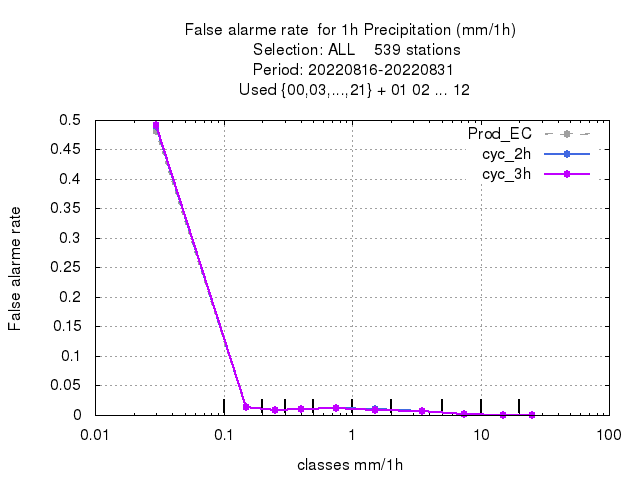 False alarme rate  for 1h Precipitation (mm/1h)
Selection: ALL    539 stations
Period: 20220816-20220831
Used {00,03,...,21} + 01 02 ... 12
Prod_EC
cyc_2h
cyc_3h
False alarme rate
0.5
0.45
0.4
0.35
0.3
0.25
0.2
0.15
0.1
0.05
0
0.01 0.1 1 10 100
classes mm/1h